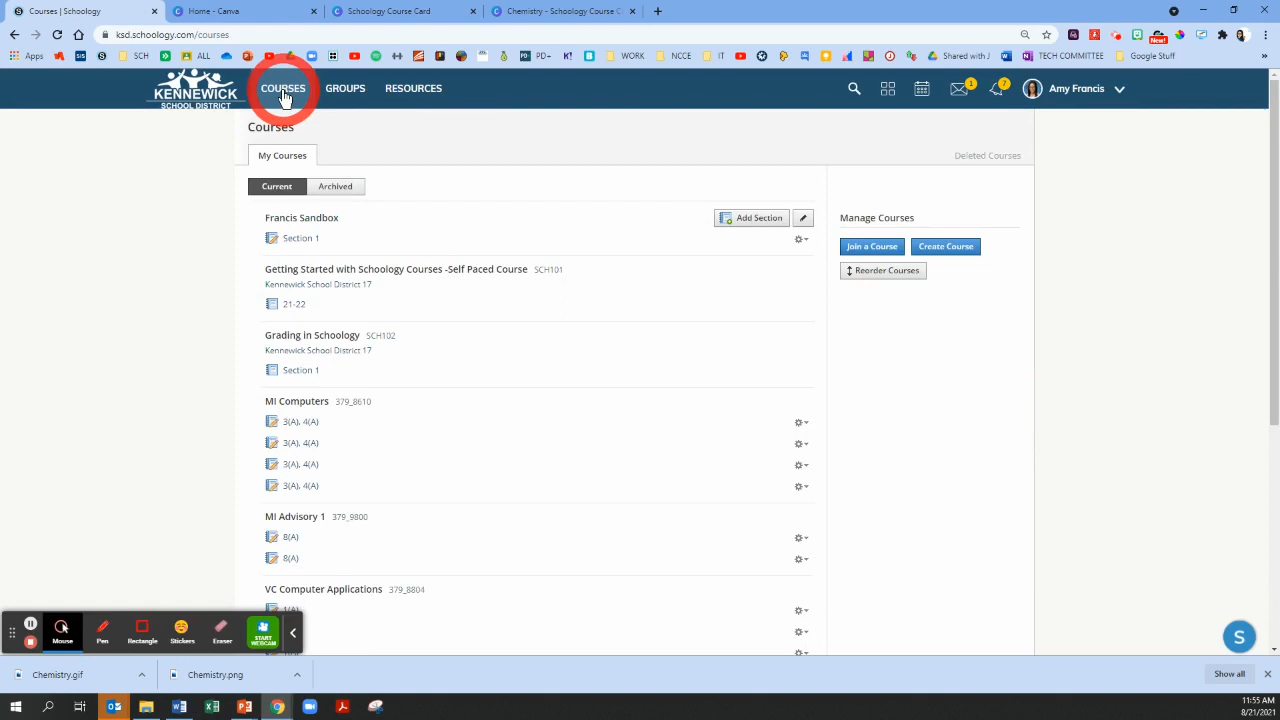 Courses | Schoology
Home - Canva
Schoology Course Card
Chemistry - Schoology Course C
ksd.schoology.com/courses
New!
Apps
SCH
ALL
PD+
WORK
NCCE
IT
Shared with J
TECH COMMITTEE
Google Stuff
KENNEWICK
SCHOOL DISTRICT
COURSES
GROUPS
RESOURCES
1
7
Amy Francis
Courses
My Courses
Deleted Courses
Current
Archived
Francis Sandbox
Add Section
Manage Courses
Section 1
Join a Course
Create Course
Getting Started with Schoology Courses -Self Paced Course SCH101
Reorder Courses
Kennewick School District 17
21-22
Grading in Schoology SCH102
Kennewick School District 17
Section 1
MI Computers 379_8610
3(A), 4(A)
3(A), 4(A)
3(A), 4(A)
3(A), 4(A)
MI Advisory 1 379_9800
8(A)
8(A)
VC Computer Applications 379_8804
1(A)
Mouse
Pen
Rectangle
Stickers
Eraser
START
WEBCAM
S
Chemistry.gif
Chemistry.png
Show all
11:55 AM
8/21/2021